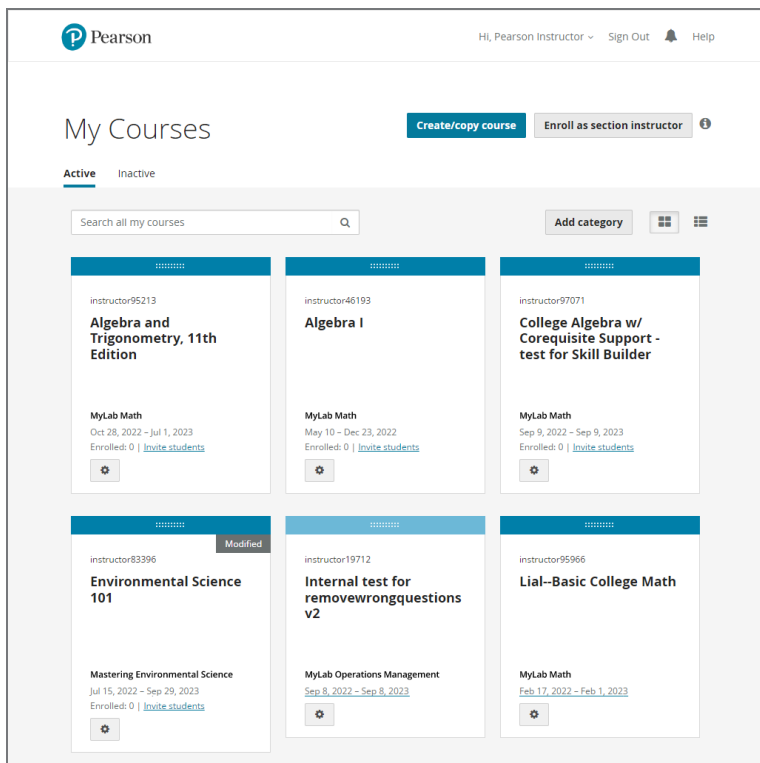 Pearson
Hi, Pearson Instructor
Sign Out
Help
My Courses
Create/copy course
Enroll as section instructor
Active
Inactive
Search all my courses
Add category
instructor95213
Algebra and
Trigonometry, 11th
Edition
MyLab Math
Oct 28, 2022 – Jul 1, 2023
Enrolled: 0 | Invite students
instructor46193
Algebra I
MyLab Math
May 10 – Dec 23, 2022
Enrolled: 0 | Invite students
instructor97071
College Algebra w/
Corequisite Support -
test for Skill Builder
MyLab Math
Sep 9, 2022 – Sep 9, 2023
Enrolled: 0 | Invite students
Modified
instructor83396
Environmental Science
101
Mastering Environmental Science
Jul 15, 2022 – Sep 29, 2023
Enrolled: 0 | Invite students
instructor19712
Internal test for
removewrongquestions
v2
MyLab Operations Management
Sep 8, 2022 – Sep 8, 2023
instructor95966
Lial--Basic College Math
MyLab Math
Feb 17, 2022 – Feb 1, 2023